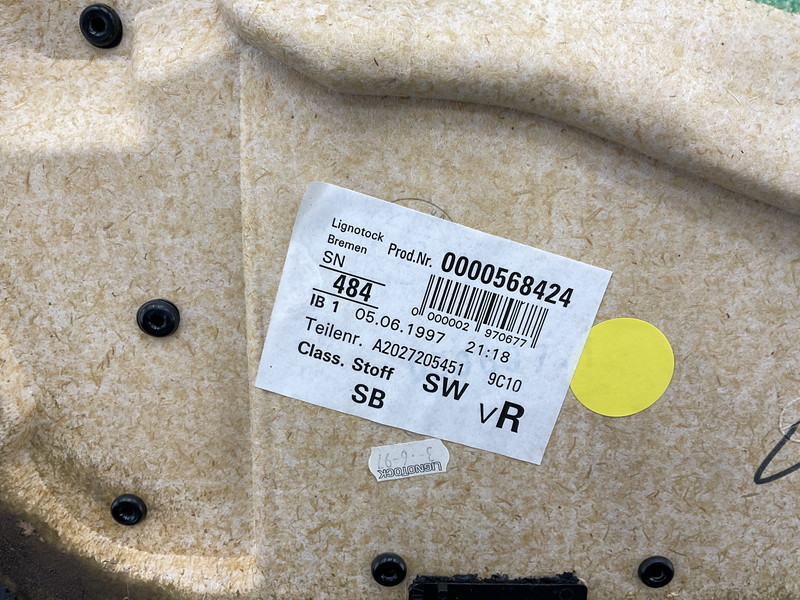 Lignotock
Bremen Prod.Nr. 0000568424
SN
484
0 000002 970677
IB 1 05.06.1997 21:18
Teilenr. A2027205451 9C10
Class. Stoff SW vR
SB
3.-6-97
LIGNOTOCK